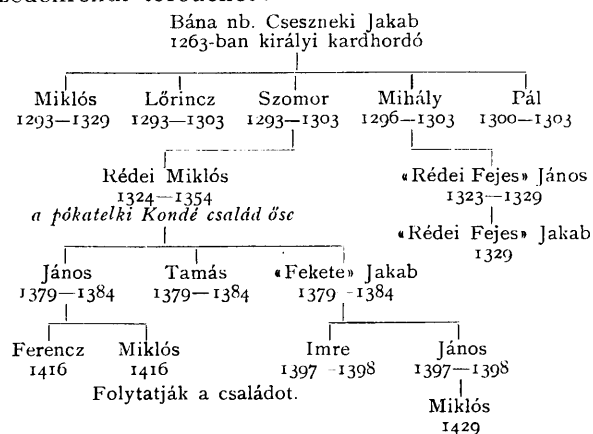 Bána nb. Cseszneki Jakab
1263-ban királyi kardhordó
Miklós Lőrincz Szomor Mihály Pál
1293—1329 1293—1303 1293—1303 1296—1303 1300—1303
Rédei Miklós «Rédei Fejes» János
1324—1354 1323—1329
a pókatelki Kondé család őse
«Rédei Fejes» Jakab
1329
János Tamás «Fekete» Jakab
1379—1384 1379—1384 1379—1384
Ferencz Miklós Imre János
1416 1416 1397—1398 1397—1398
Folytatják a családot.
Miklós
1429